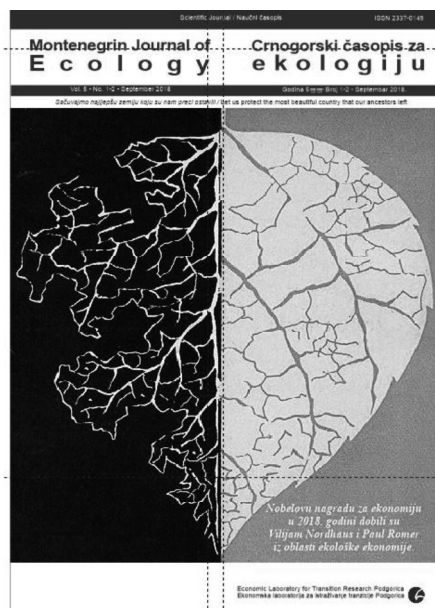 Scientific Journal / Naučni časopis
ISSN 2337-0149
Montenegrin Journal of
Ecology
Crnogorski časopis za
ekologiju
Vol. 5 - No. 1-2 - September 2018
Godina 5 Broj 1-2 - Septembar 2018.
Sačuvajmo najljepšu zemlju koju su nam preci ostavili / Let us protect the most beautiful country that our ancestors left
Nobelovu nagradu za ekonomiju
u 2018. godini dobili su
Vilijam Nordhaus i Paul Romer
iz oblasti ekološke ekonomije.
Economic Laboratory for Transition Research Podgorica
Ekonomska laboratorija za istraživanje tranzicije Podgorica